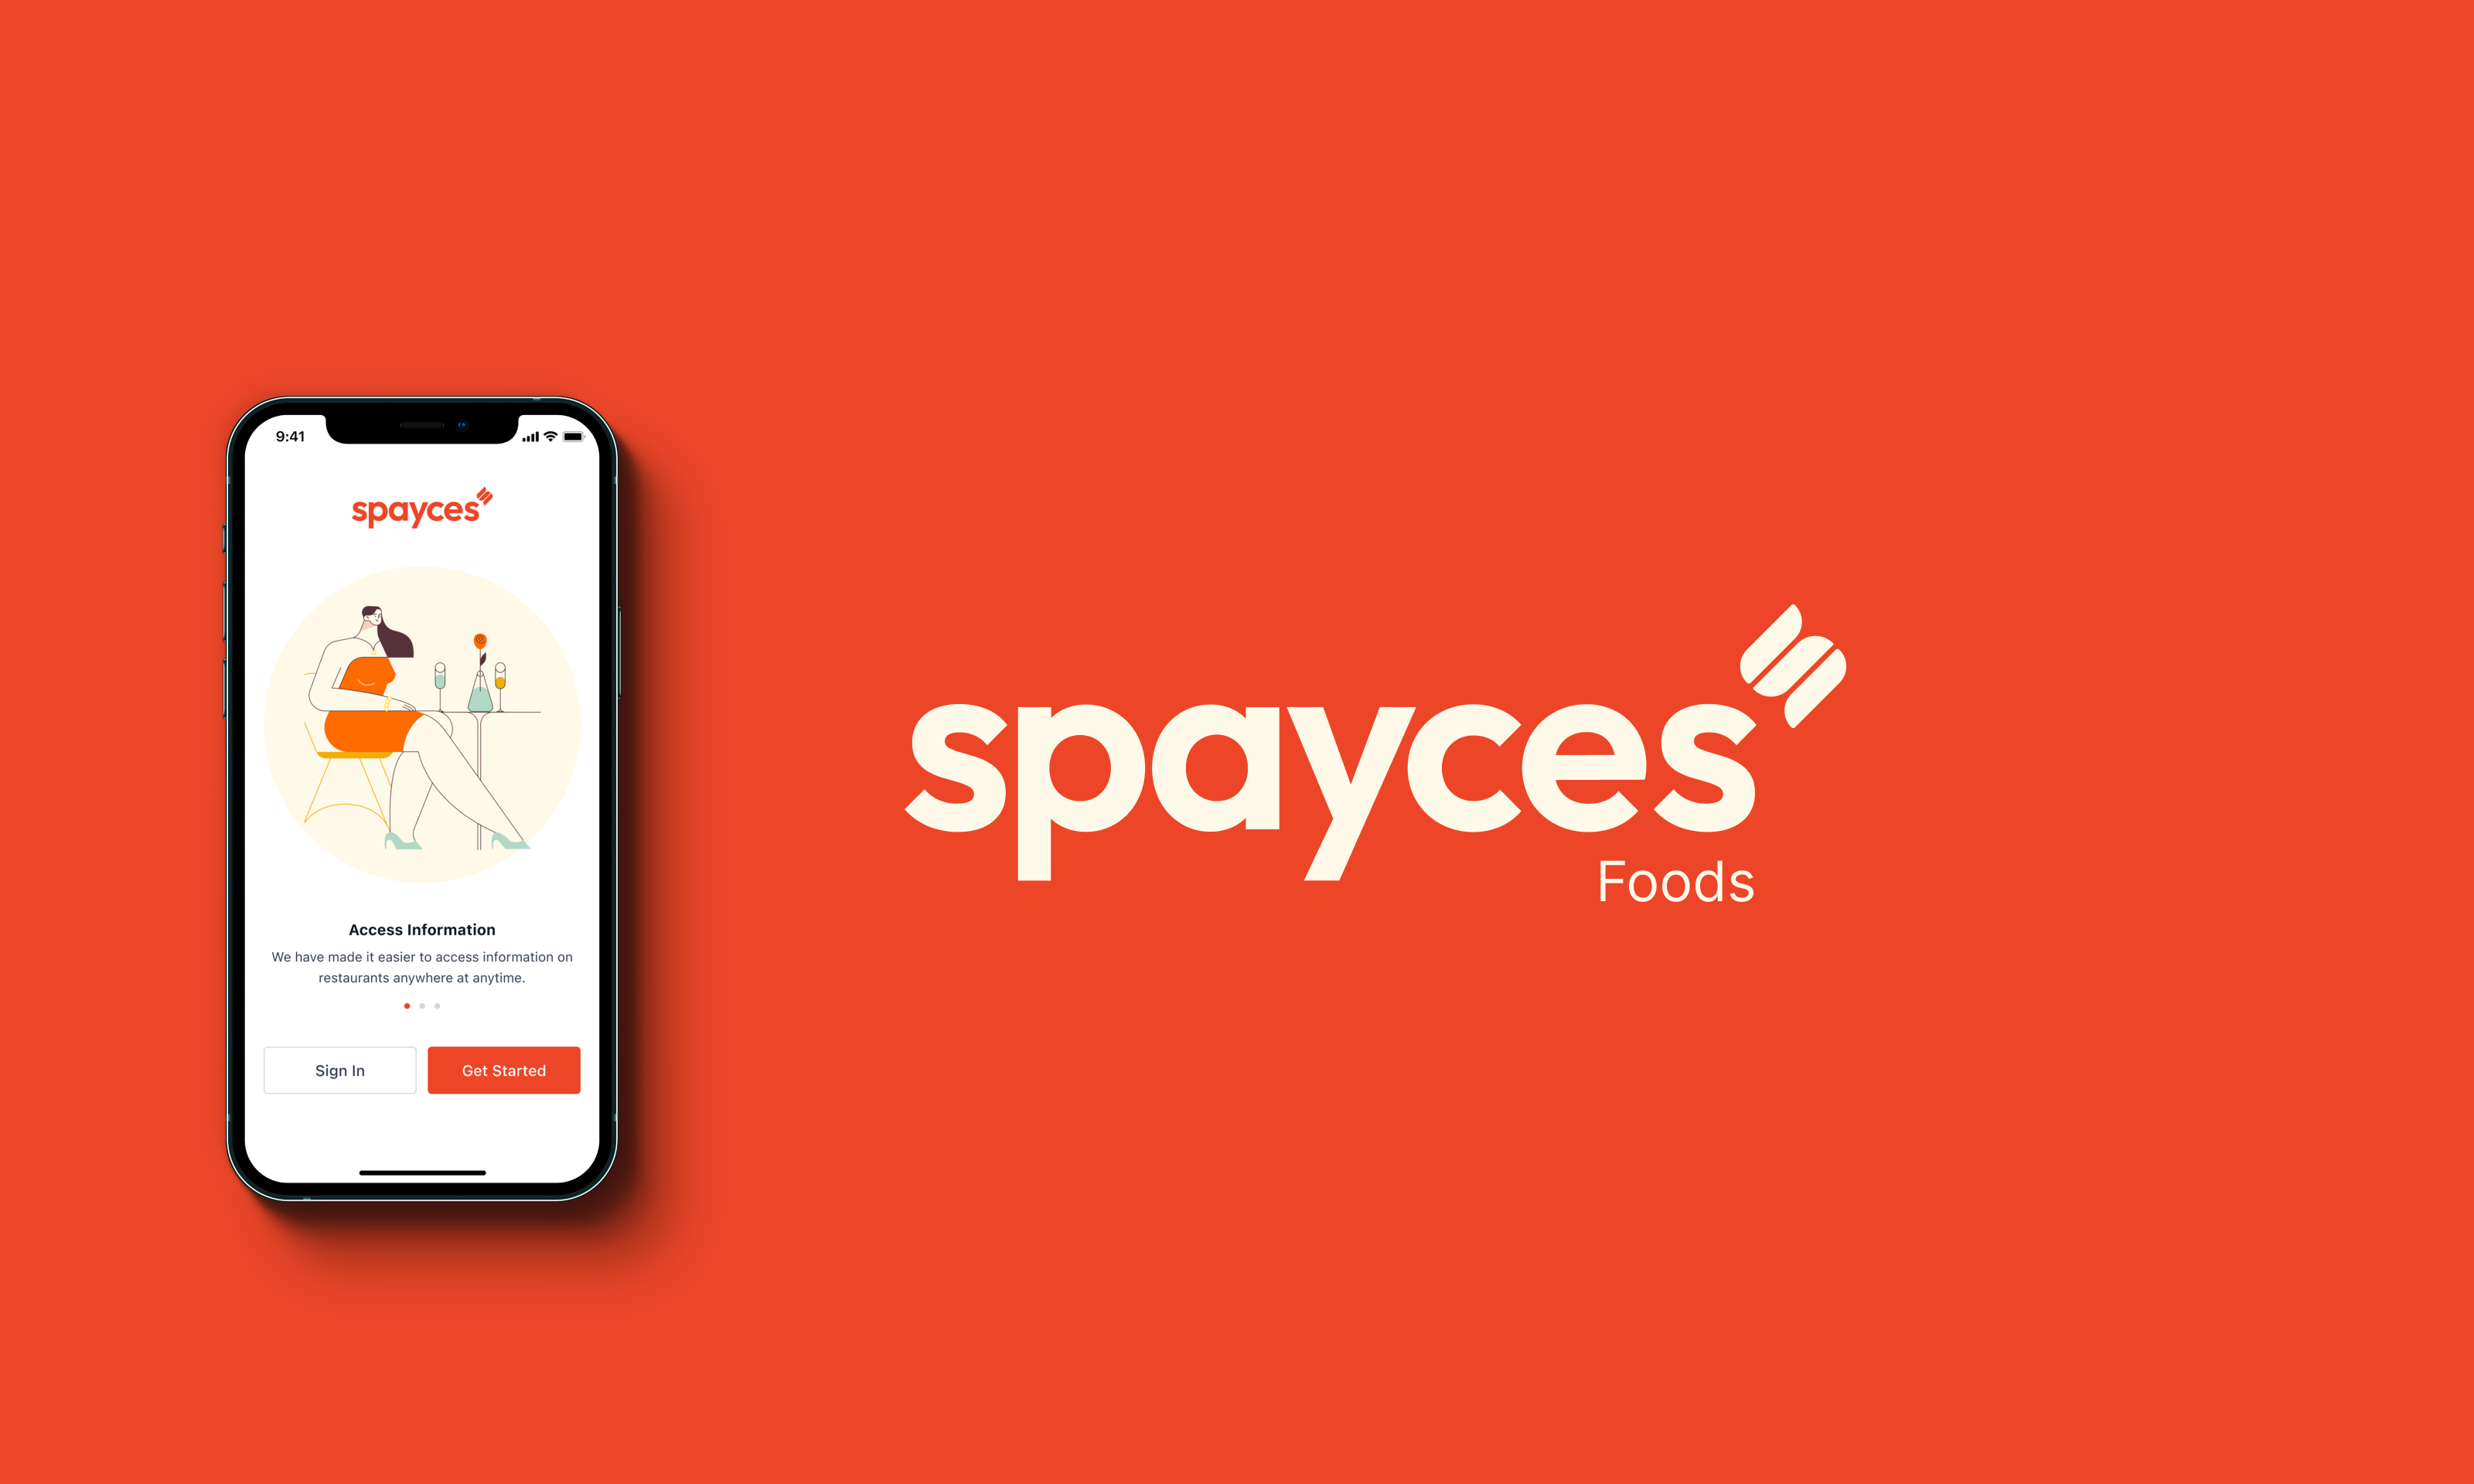 9:41
spayces
Access Information
We have made it easier to access information on
restaurants anywhere at anytime.
Sign In
Get Started
spayces
Foods